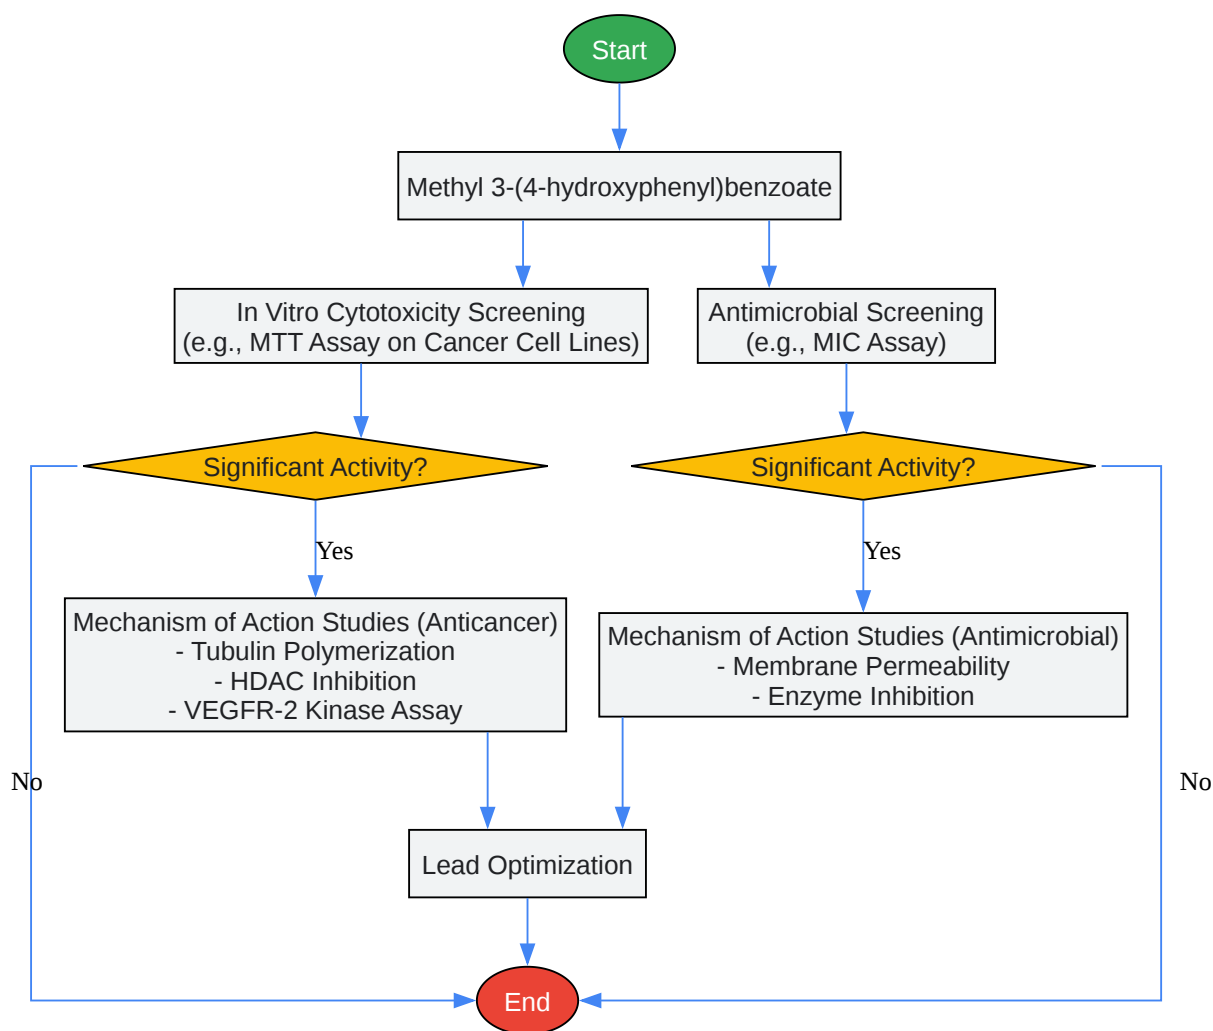 Start
Methyl 3-(4-hydroxyphenyl)benzoate
In Vitro Cytotoxicity Screening
(e.g., MTT Assay on Cancer Cell Lines)
Antimicrobial Screening
(e.g., MIC Assay)
Significant Activity?
Significant Activity?
Yes
Yes
Mechanism of Action Studies (Anticancer)
- Tubulin Polymerization
- HDAC Inhibition
- VEGFR-2 Kinase Assay
Mechanism of Action Studies (Antimicrobial)
- Membrane Permeability
- Enzyme Inhibition
No
No
Lead Optimization
End